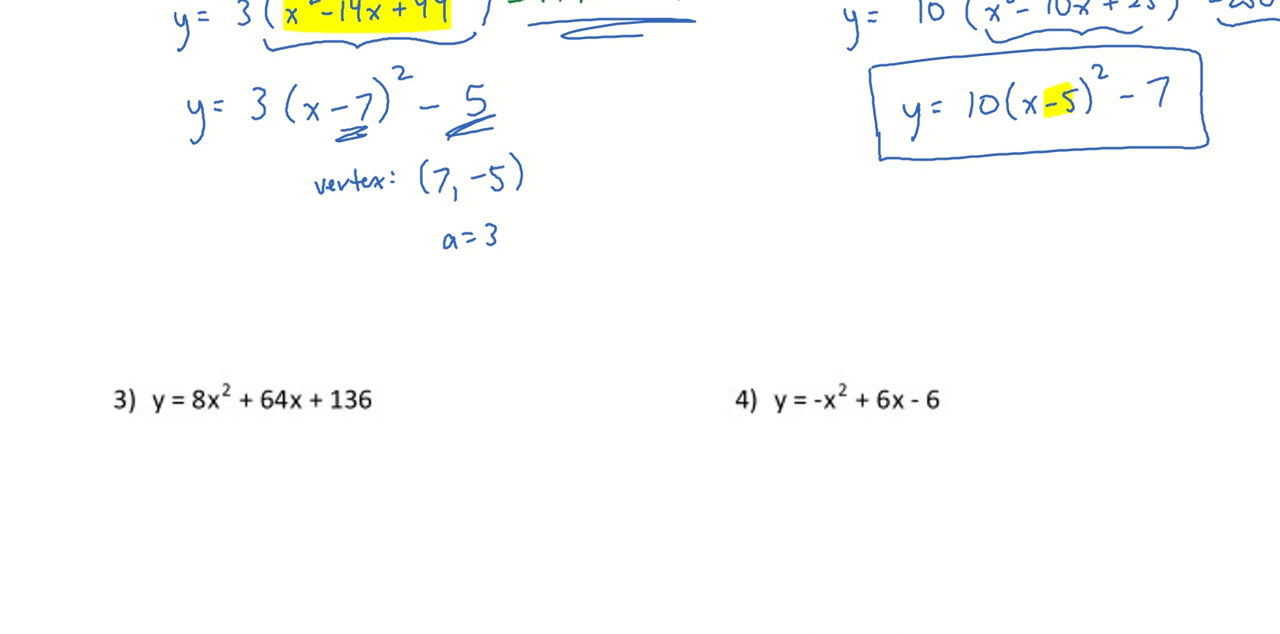 y = 3 (x² - 14x + 49)
y = 3 (x - 7)² - 5
vertex: (7, -5)
a = 3
y = 10 (x² - 10x + 25)
y = 10(x - 5)² - 7
3) y = 8x² + 64x + 136
4) y = -x² + 6x - 6